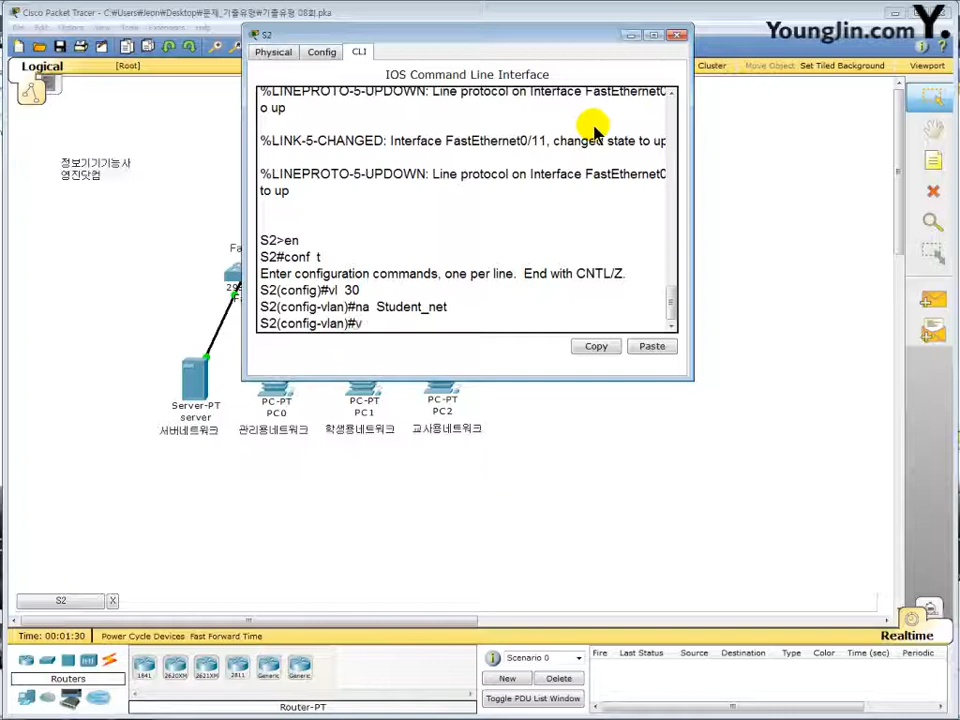 Cisco Packet Tracer - C:₩Users₩Jeon₩Desktop₩문제_기출유형₩기출유형 08회.pka
YoungJin.com Y.
Logical
[Root]
Cluster
Move Object
Set Tiled Background
Viewport
S2
Physical
Config
CLI
IOS Command Line Interface
%LINEPROTO-5-UPDOWN: Line protocol on Interface FastEthernet0
o up
%LINK-5-CHANGED: Interface FastEthernet0/11, changed state to up
%LINEPROTO-5-UPDOWN: Line protocol on Interface FastEthernet0
to up
S2>en
S2#conf t
Enter configuration commands, one per line. End with CNTL/Z.
S2(config)#vl 30
S2(config-vlan)#na Student_net
S2(config-vlan)#v
Copy
Paste
정보기기기능사
영진닷컴
Fa
29
Server-PT
server
서버네트워크
PC-PT
PC0
관리용네트워크
PC-PT
PC1
학생용네트워크
PC-PT
PC2
교사용네트워크
S2
X
Time: 00:01:30
Power Cycle Devices Fast Forward Time
Realtime
Routers
1841
2620XM
2621XM
2811
Generic
Generic
Router-PT
Scenario 0
New
Delete
Toggle PDU List Window
Fire
Last Status
Source
Destination
Type
Color
Time (sec)
Periodic